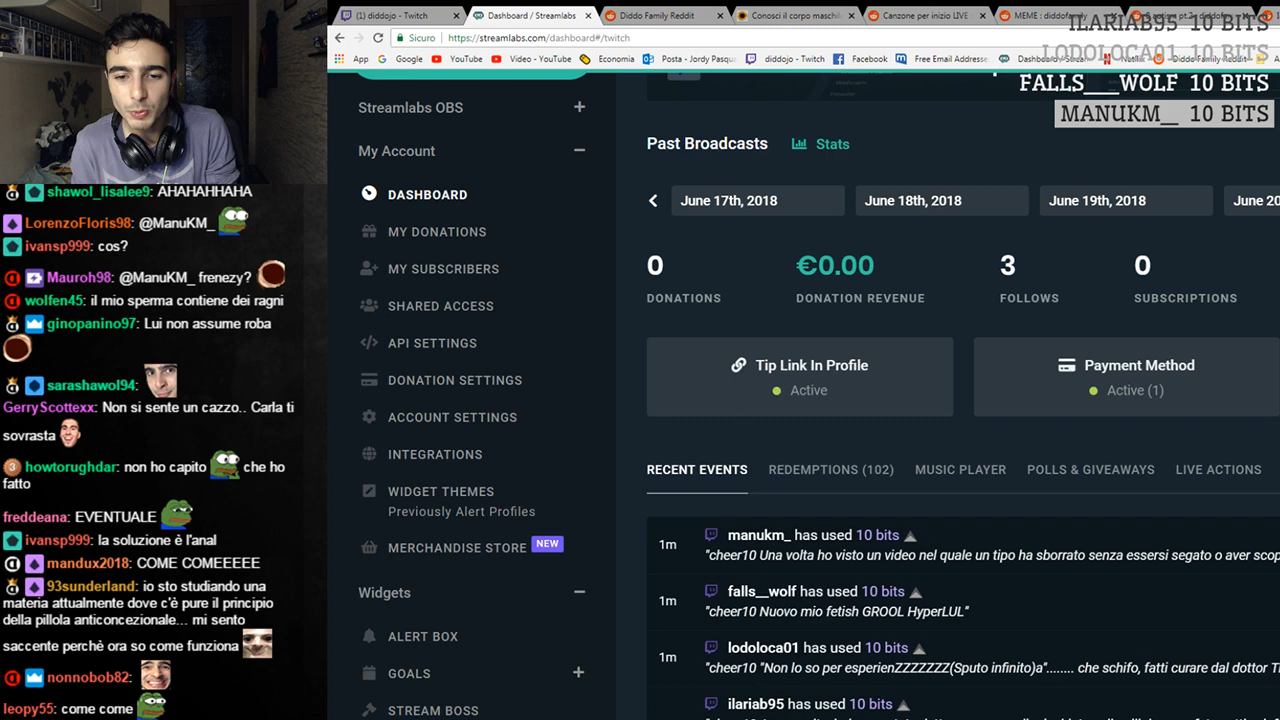 (1) diddojo - Twitch
Dashboard / Streamlabs
Diddo Family Reddit
Conosci il corpo maschil
Canzone per inizio LIVE
MEME : diddofamily
ILARIAB95 10 BITS
LODOLOCA01 10 BITS
FALLS__WOLF 10 BITS
MANUKM_ 10 BITS
Sicuro
https://streamlabs.com/dashboard#/twitch
App
Google
YouTube
Video - YouTube
Economia
Posta - Jordy Pasqu
diddojo - Twitch
Facebook
Free Email Addresse
Streamlabs OBS
My Account
DASHBOARD
MY DONATIONS
MY SUBSCRIBERS
SHARED ACCESS
API SETTINGS
DONATION SETTINGS
ACCOUNT SETTINGS
INTEGRATIONS
WIDGET THEMES
Previously Alert Profiles
MERCHANDISE STORE NEW
Widgets
ALERT BOX
GOALS
STREAM BOSS
Past Broadcasts Stats
June 17th, 2018
June 18th, 2018
June 19th, 2018
June 20
0
DONATIONS
€0.00
DONATION REVENUE
3
FOLLOWS
0
SUBSCRIPTIONS
Tip Link In Profile
Active
Payment Method
Active (1)
RECENT EVENTS
REDEMPTIONS (102)
MUSIC PLAYER
POLLS & GIVEAWAYS
LIVE ACTIONS
1m manukm_ has used 10 bits
"cheer10 Una volta ho visto un video nel quale un tipo ha sborrato senza essersi segato o aver scop
1m falls__wolf has used 10 bits
"cheer10 Nuovo mio fetish GROOL HyperLUL"
1m lodoloca01 has used 10 bits
"cheer10 "Non lo so per esperienZZZZZZZ(Sputo infinito)a"........ che schifo, fatti curare dal dottor T
ilariab95 has used 10 bits
shawol_lisalee9: AHAHAHHAHA
LorenzoFloris98: @ManuKM_
ivansp999: cos?
Mauroh98: @ManuKM_ frenezy?
wolfen45: il mio sperma contiene dei ragni
ginopanino97: Lui non assume roba
sarashawol94:
GerryScottexx: Non si sente un cazzo.. Carla ti
sovrasta
3 howtorughdar: non ho capito che ho
fatto
freddeana: EVENTUALE
ivansp999: la soluzione è l'anal
mandux2018: COME COMEEEEE
93sunderland: io sto studiando una
materia attualmente dove c'è pure il principio
della pillola anticonzezionale... mi sento
saccente perchè ora so come funziona
nonnobob82:
leopy55: come come